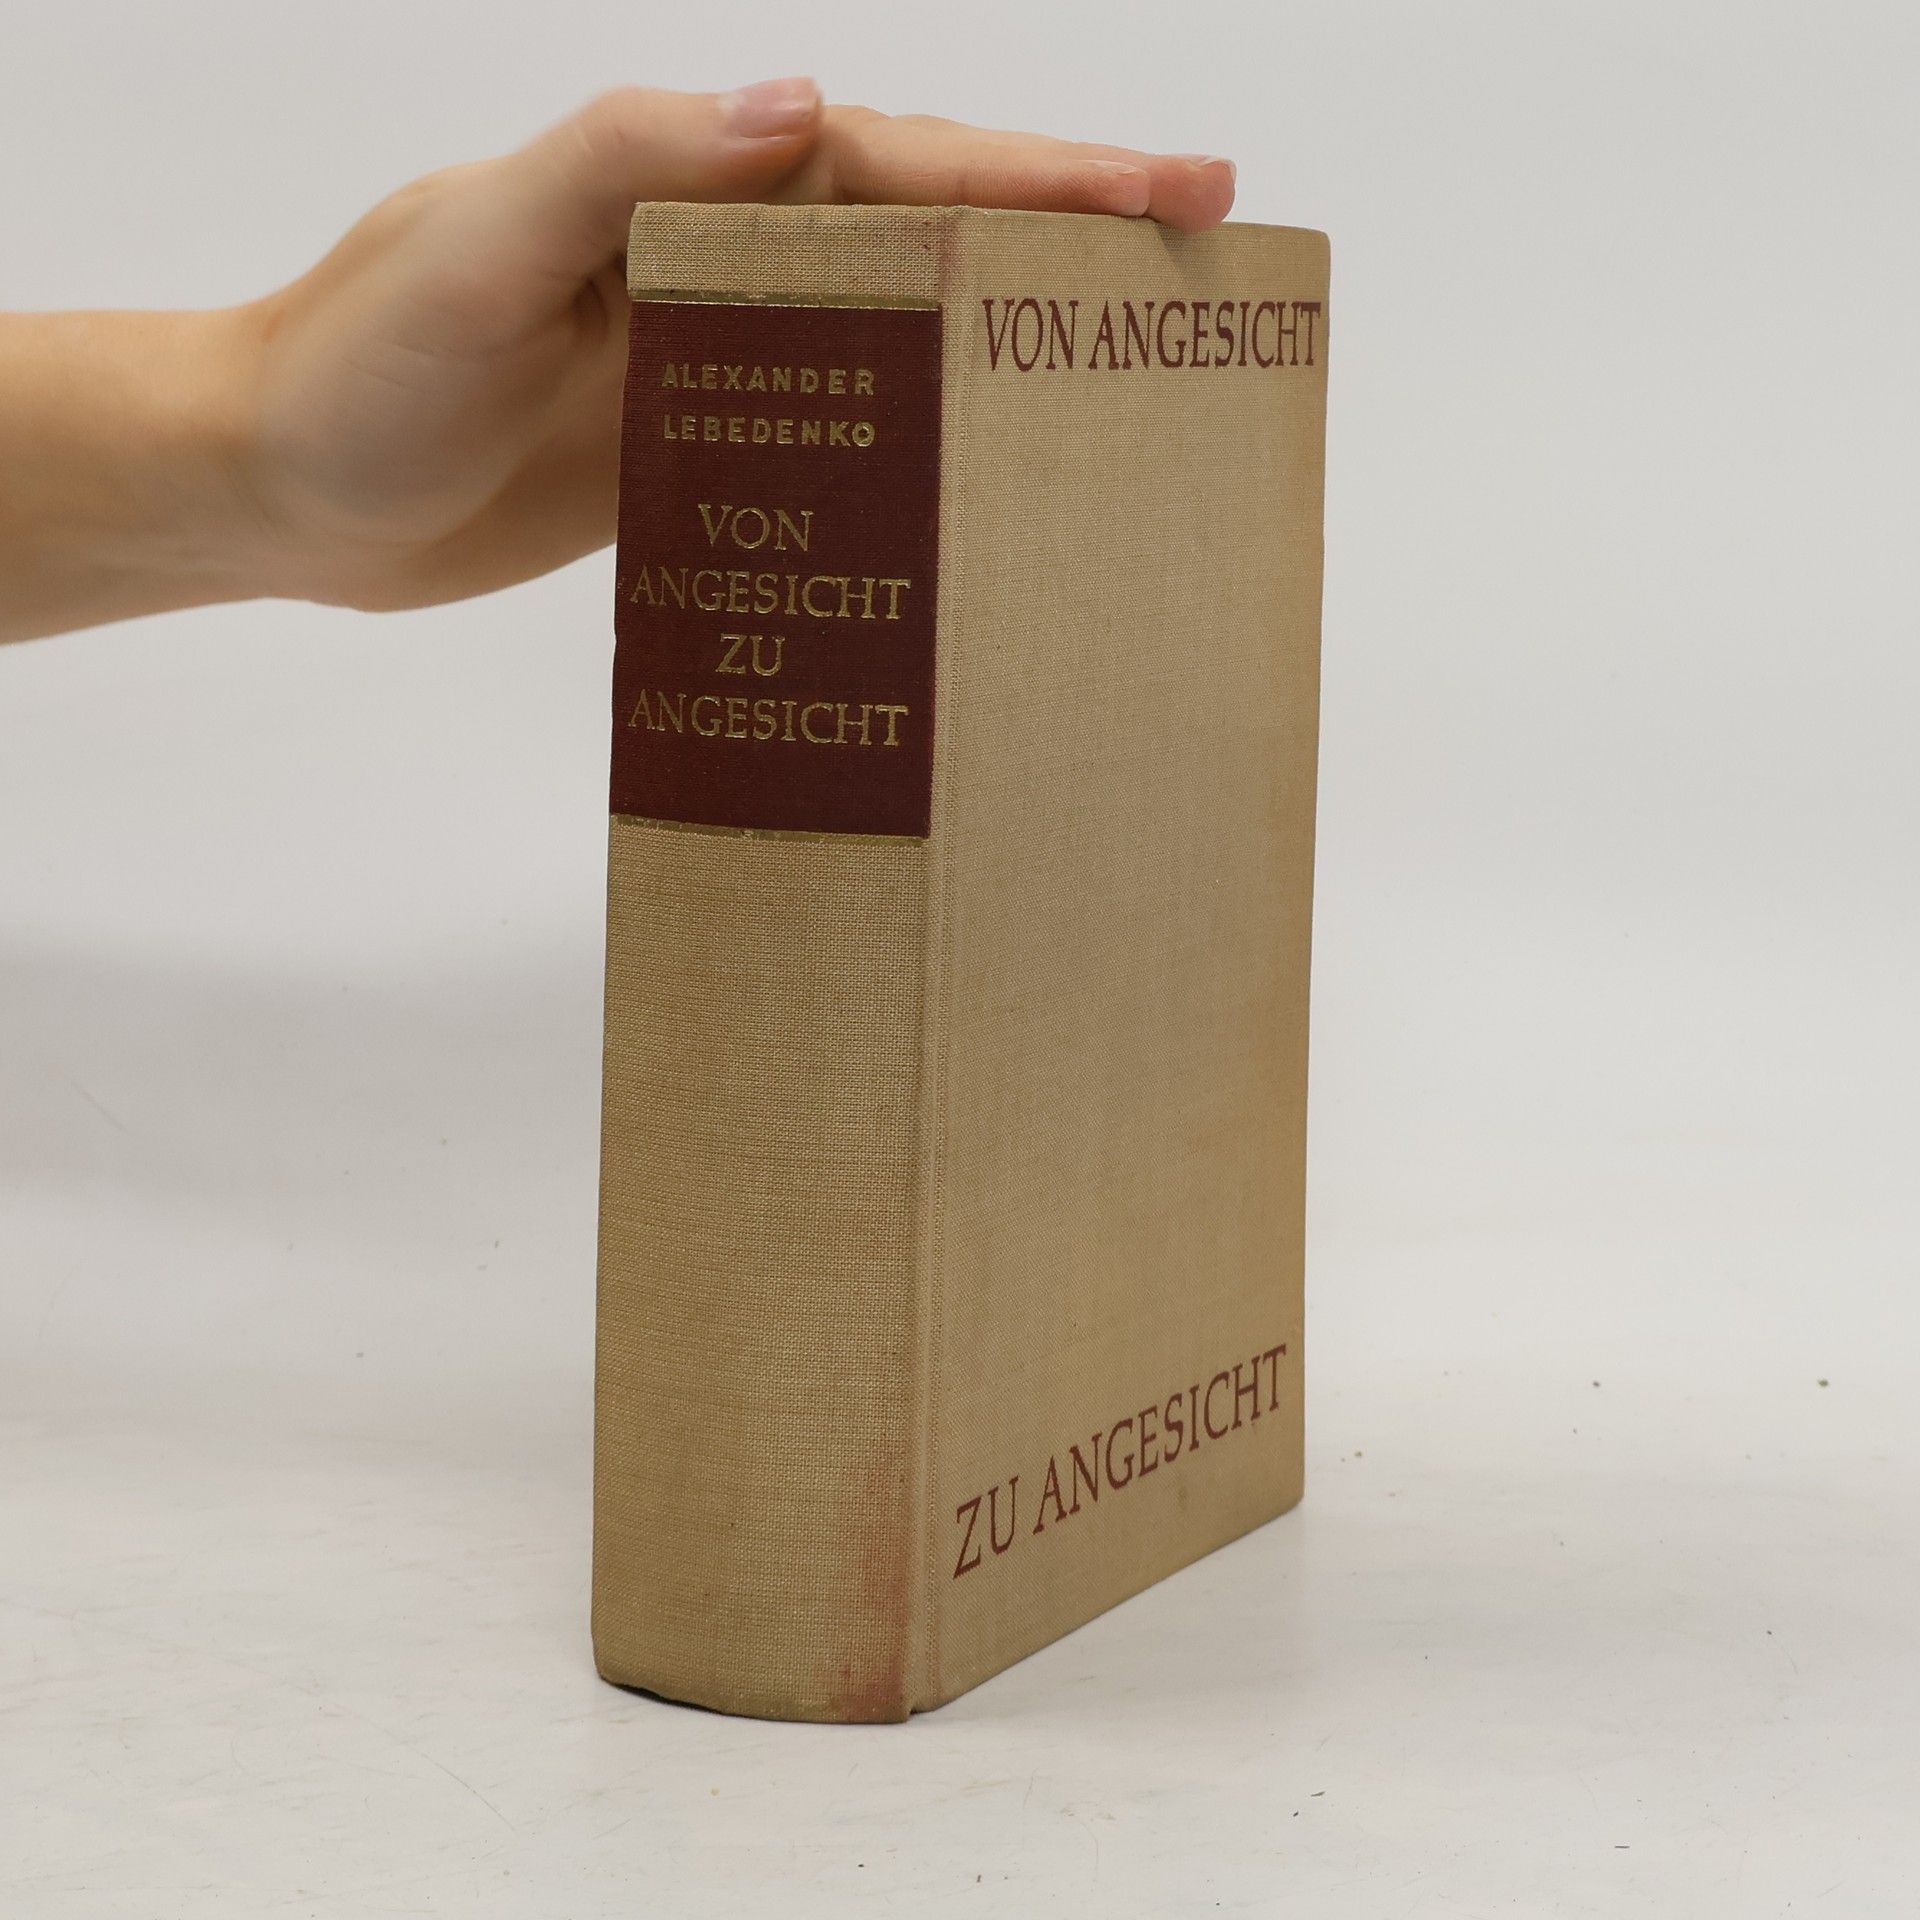 ALEXANDER
LEBEDENKO
VON
ANGESICHT
ZU
ANGESICHT
VON ANGESICHT
ZU ANGESICHT